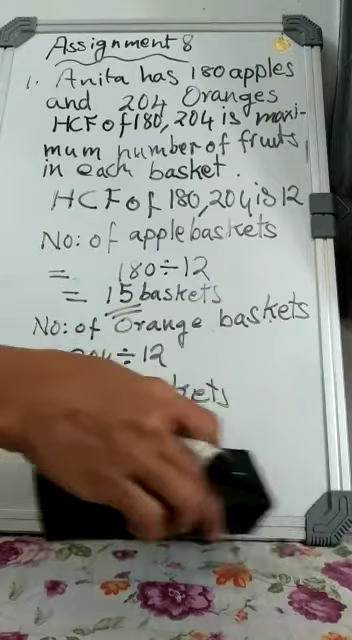 Assignment 8
1. Anita has 180 apples
and 204 Oranges
HCF of 180, 204 is maxi-
mum number of fruits
in each basket.
HCF of 180, 204 is 12
No: of apple baskets
= 180 ÷ 12
= 15 baskets
No: of Orange baskets
÷ 12